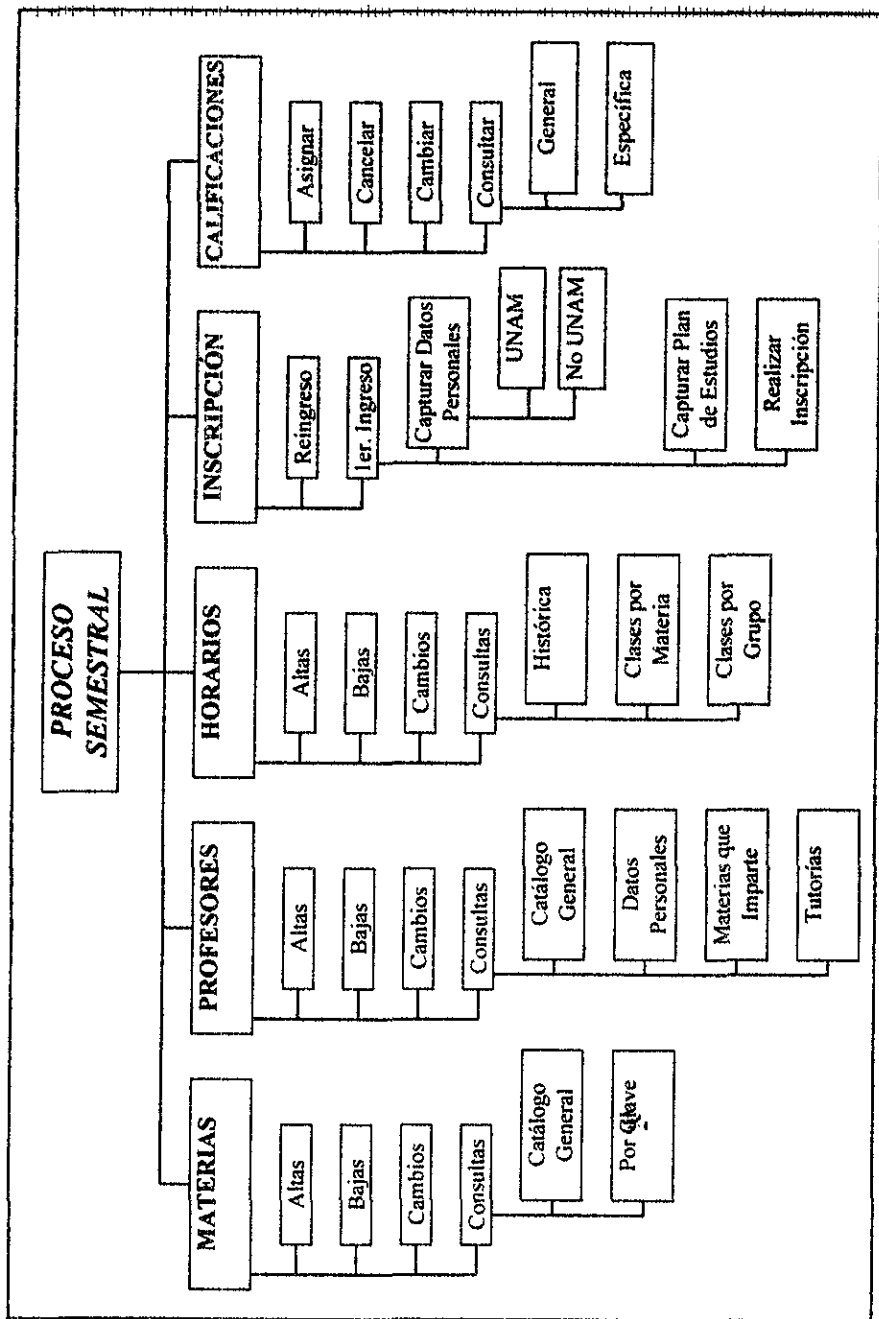 PROCESO
SEMESTRAL
MATERIAS
Altas
Bajas
Cambios
Consultas
Catálogo
General
Por Clave
PROFESORES
Altas
Bajas
Cambios
Consultas
Catálogo
General
Datos
Personales
Materias que
Imparte
Tutorías
HORARIOS
Altas
Bajas
Cambios
Consultas
Histórica
Clases por
Materia
Clases por
Grupo
INSCRIPCIÓN
Reingreso
1er. Ingreso
Capturar Datos
Personales
UNAM
No UNAM
Capturar Plan
de Estudios
Realizar
Inscripción
CALIFICACIONES
Asignar
Cancelar
Cambiar
Consultar
General
Específica